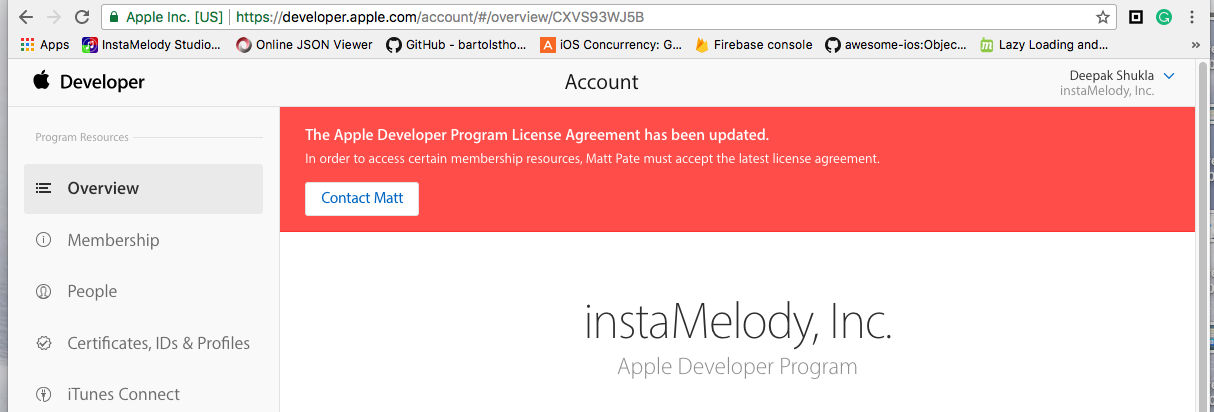 Apple Inc. [US] https://developer.apple.com/account/#/overview/CXVS93WJ5B
Apps InstaMelody Studio... Online JSON Viewer GitHub - bartolstho... iOS Concurrency: G... Firebase console awesome-ios:Objec... Lazy Loading and... »
Developer
Account
Deepak Shukla
instaMelody, Inc.
Program Resources
Overview
Membership
People
Certificates, IDs & Profiles
iTunes Connect
The Apple Developer Program License Agreement has been updated.
In order to access certain membership resources, Matt Pate must accept the latest license agreement.
Contact Matt
instaMelody, Inc.
Apple Developer Program